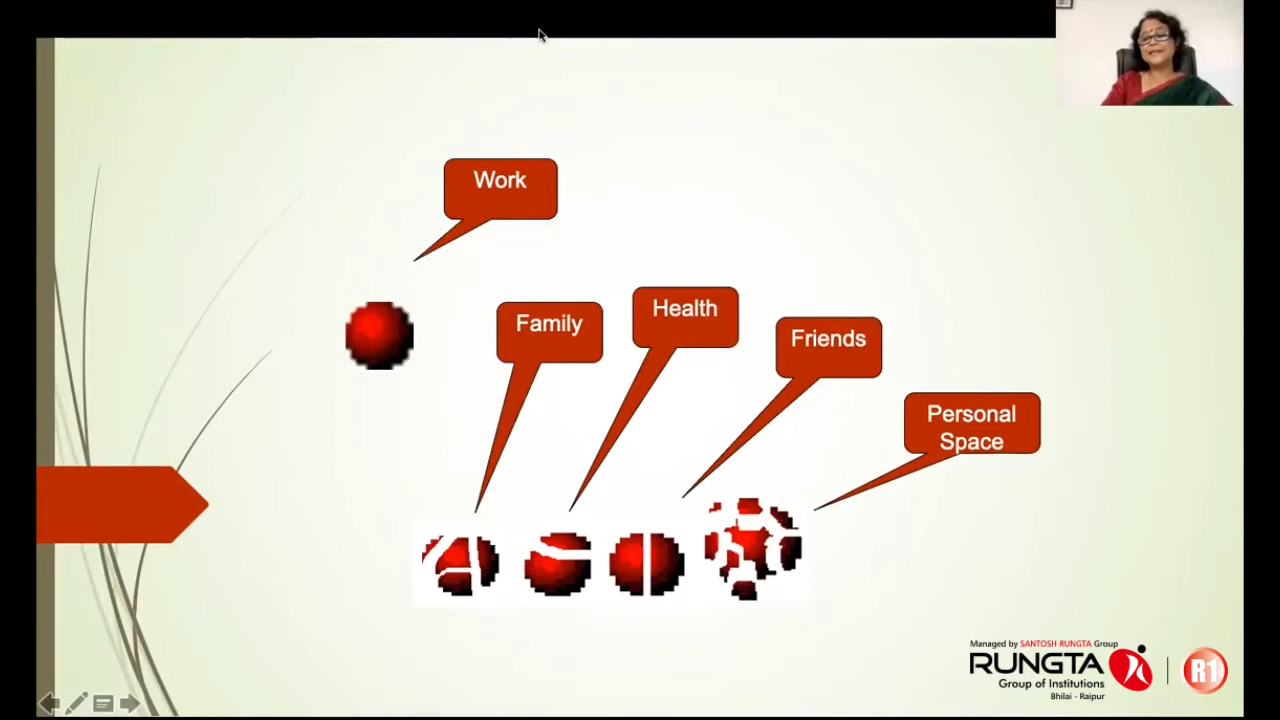 Work
Family
Health
Friends
Personal
Space
Managed by SANTOSH RUNGTA Group
RUNGTA
Group of Institutions
Bhilai - Raipur
R1